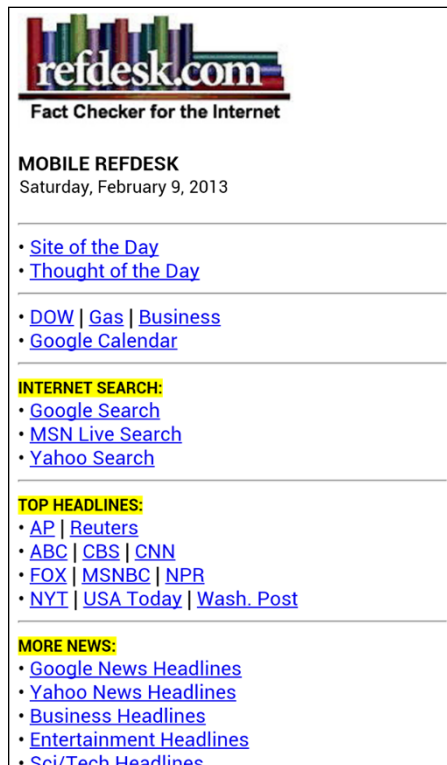 refdesk.com
Fact Checker for the Internet
MOBILE REFDESK
Saturday, February 9, 2013
• Site of the Day
• Thought of the Day
• DOW | Gas | Business
• Google Calendar
INTERNET SEARCH:
• Google Search
• MSN Live Search
• Yahoo Search
TOP HEADLINES:
• AP | Reuters
• ABC | CBS | CNN
• FOX | MSNBC | NPR
• NYT | USA Today | Wash. Post
MORE NEWS:
• Google News Headlines
• Yahoo News Headlines
• Business Headlines
• Entertainment Headlines
• Sci/Tech Headlines